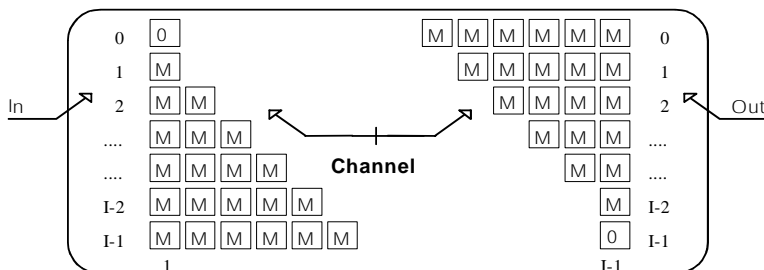 0 0 M M M M M M 0
1 M M M M M M 1
In 2 M M M M M M 2 Out
.... M M M M M M ....
.... M M M M M M ....
Channel
I-2 M M M M M M I-2
I-1 M M M M M M 0 I-1
1 I-1